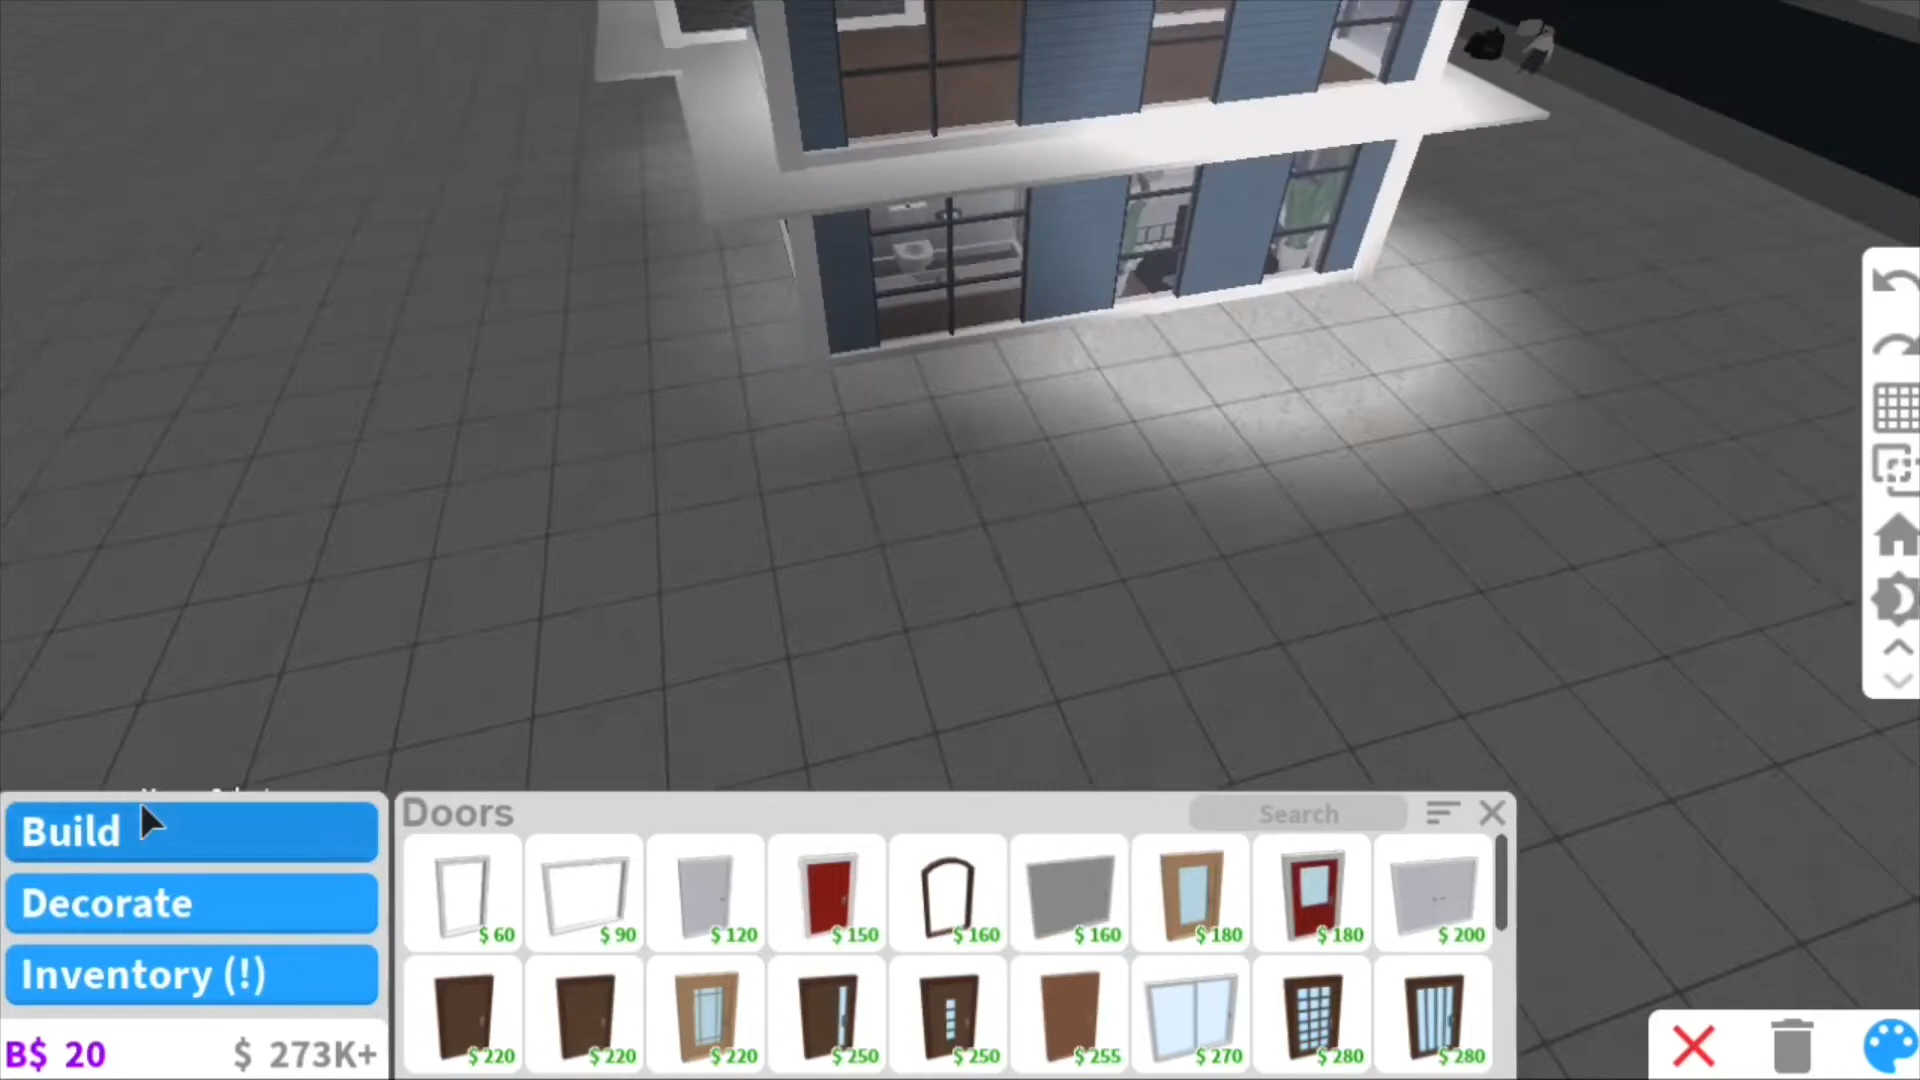 Build
Decorate
Inventory (!)
B$ 20
$ 273K+
Doors
Search
$ 60
$ 90
$ 120
$ 150
$ 160
$ 160
$ 180
$ 180
$ 200
$ 220
$ 220
$ 220
$ 250
$ 250
$ 255
$ 270
$ 280
$ 280